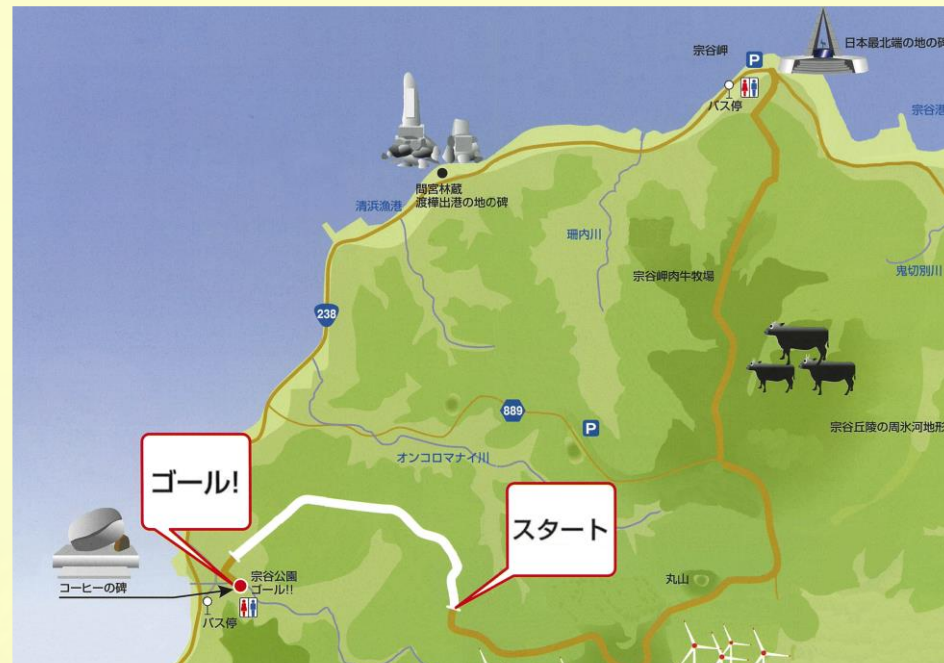 宗谷岬
P
日本最北端の地の碑
バス停
宗谷港
間宮林蔵
渡樺出港の地の碑
清浜漁港
珊内川
鬼切別川
宗谷岬肉牛牧場
238
889
P
宗谷丘陵の周氷河地形
オンコロマナイ川
ゴール!
スタート
宗谷公園
ゴール!!
コーヒーの碑
丸山
バス停